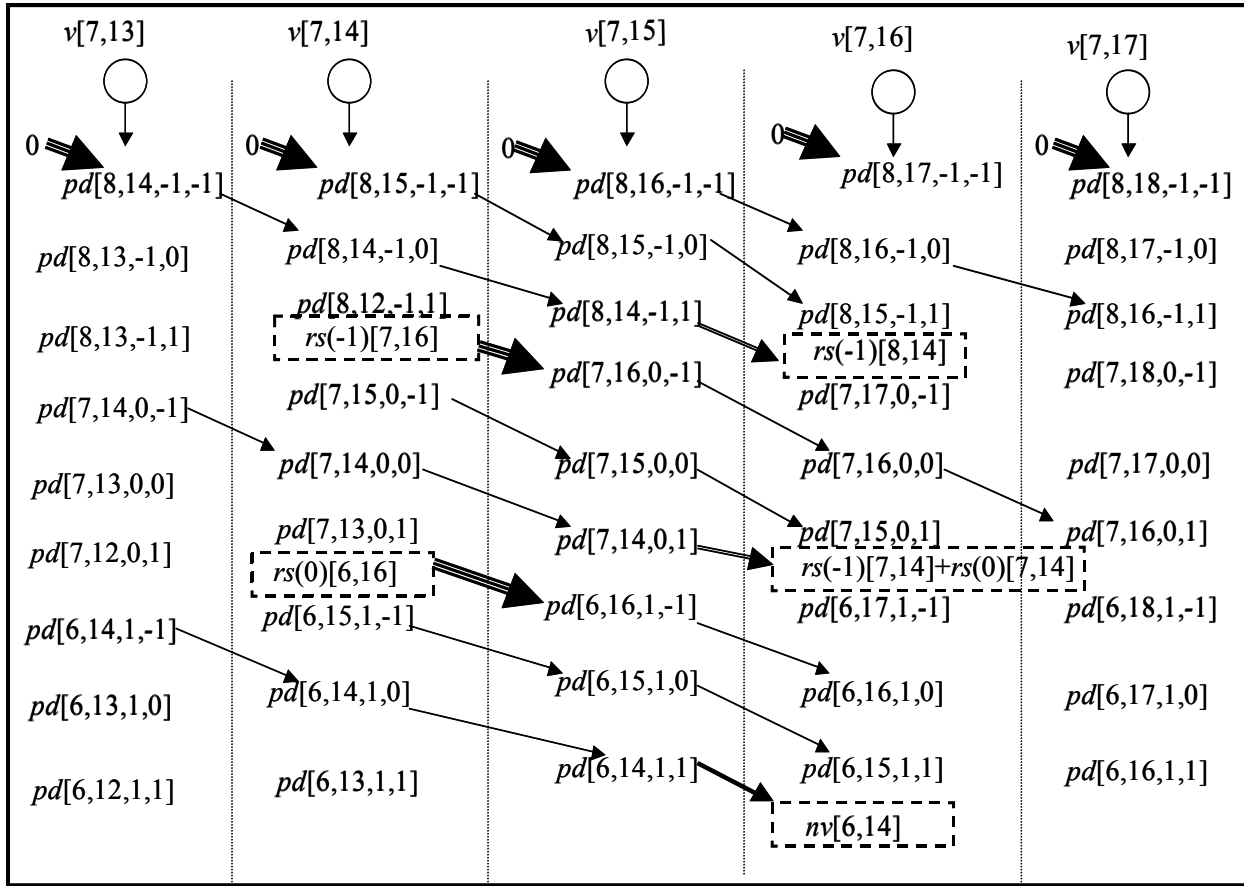 v[7,13]
v[7,14]
v[7,15]
v[7,16]
v[7,17]
0
0
0
0
0
pd[8,14,-1,-1]
pd[8,15,-1,-1]
pd[8,16,-1,-1]
pd[8,17,-1,-1]
pd[8,18,-1,-1]
pd[8,13,-1,0]
pd[8,14,-1,0]
pd[8,15,-1,0]
pd[8,16,-1,0]
pd[8,17,-1,0]
pd[8,13,-1,1]
pd[8,12,-1,1]
pd[8,14,-1,1]
pd[8,15,-1,1]
pd[8,16,-1,1]
rs(-1)[7,16]
rs(-1)[8,14]
pd[7,14,0,-1]
pd[7,15,0,-1]
pd[7,16,0,-1]
pd[7,17,0,-1]
pd[7,18,0,-1]
pd[7,13,0,0]
pd[7,14,0,0]
pd[7,15,0,0]
pd[7,16,0,0]
pd[7,17,0,0]
pd[7,12,0,1]
pd[7,13,0,1]
pd[7,14,0,1]
pd[7,15,0,1]
pd[7,16,0,1]
rs(0)[6,16]
rs(-1)[7,14]+rs(0)[7,14]
pd[6,14,1,-1]
pd[6,15,1,-1]
pd[6,16,1,-1]
pd[6,17,1,-1]
pd[6,18,1,-1]
pd[6,13,1,0]
pd[6,14,1,0]
pd[6,15,1,0]
pd[6,16,1,0]
pd[6,17,1,0]
pd[6,12,1,1]
pd[6,13,1,1]
pd[6,14,1,1]
pd[6,15,1,1]
pd[6,16,1,1]
nv[6,14]